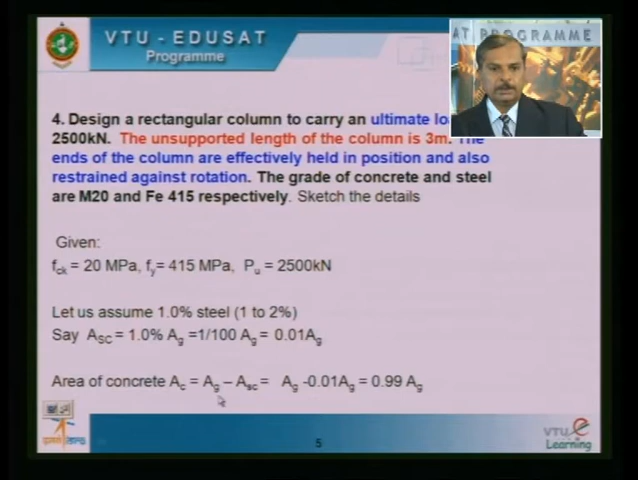 VTU - EDUSAT
Programme
AT PROGRAMME
4. Design a rectangular column to carry an ultimate
2500kN. The unsupported length of the column is 3m. The
ends of the column are effectively held in position and also
restrained against rotation. The grade of concrete and steel
are M20 and Fe 415 respectively. Sketch the details
Given:
fck = 20 MPa, fy= 415 MPa, Pu = 2500kN
Let us assume 1.0% steel (1 to 2%)
Say ASC = 1.0% Ag =1/100 Ag = 0.01Ag
Area of concrete Ac = Ag – Asc = Ag -0.01Ag = 0.99 Ag
5
VTU e
Learning